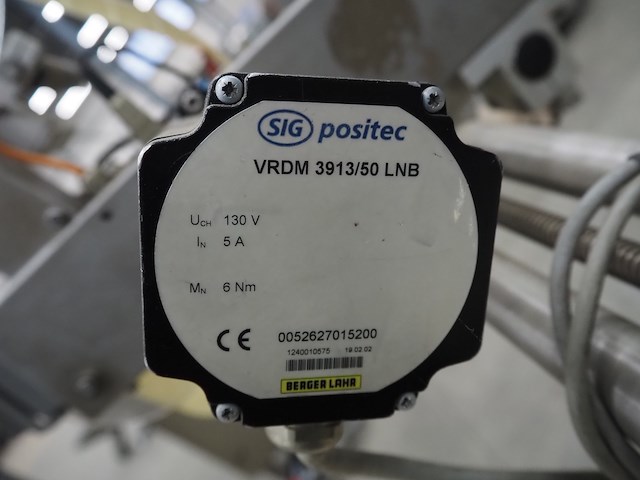 SIG positec
VRDM 3913/50 LNB
UCH 130 V
IN 5 A
MN 6 Nm
CE 0052627015200
1240010575 19.02.02
BERGER LAHR